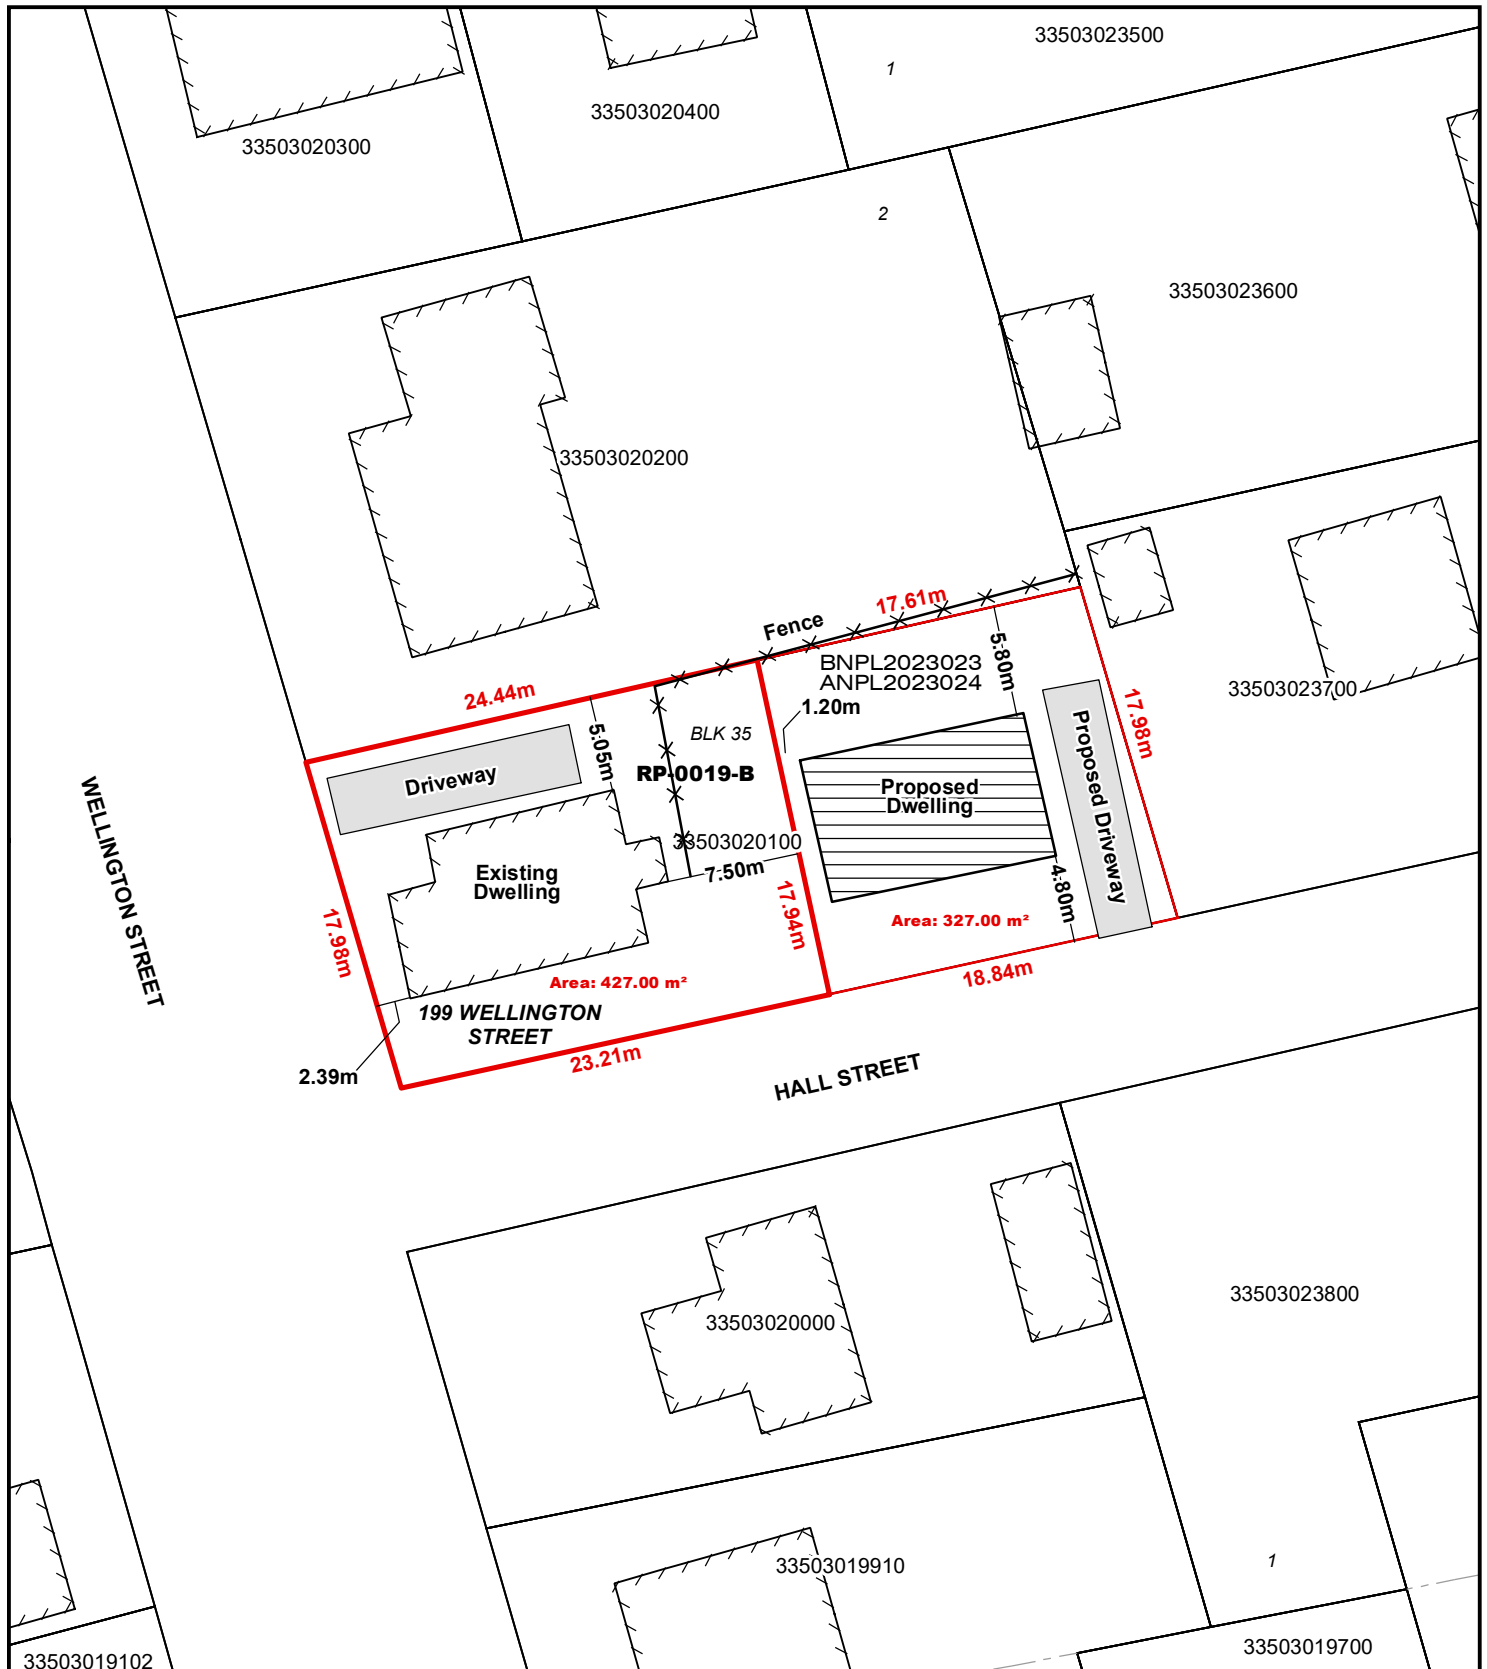 33503023500
1
33503020400
33503020300
2
33503023600
33503020200
17.61m
Fence
BNPL2023023
ANPL2023024
5.80m
33503023700
24.44m
1.20m
17.98m
5.05m
BLK 35
RP-0019-B
Driveway
Proposed
Dwelling
Proposed Driveway
WELLINGTON STREET
33503020100
Existing
Dwelling
7.50m
17.94m
4.80m
Area: 327.00 m²
17.98m
18.84m
Area: 427.00 m²
199 WELLINGTON
STREET
23.21m
2.39m
HALL STREET
33503023800
33503020000
33503019910
1
33503019700
33503019102